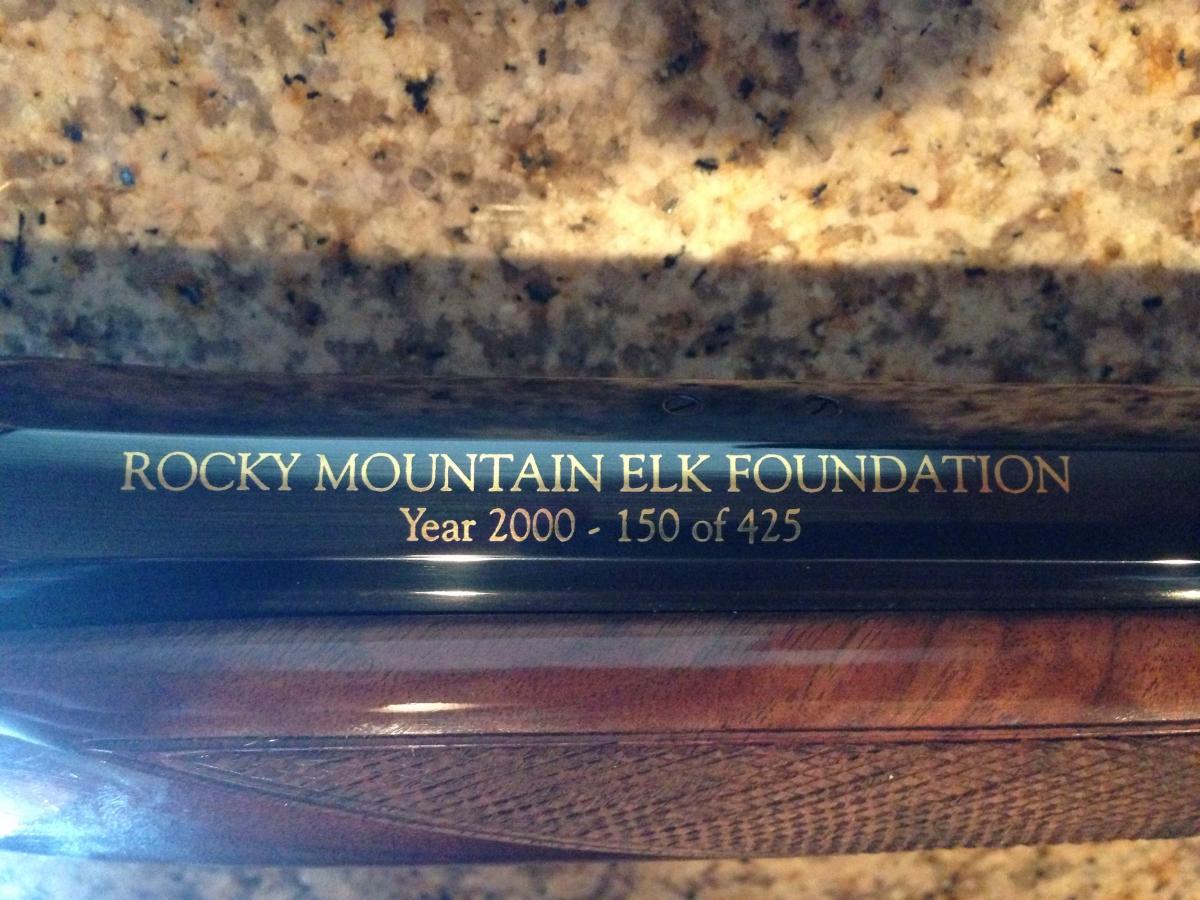 ROCKY MOUNTAIN ELK FOUNDATION
Year 2000 - 150 of 425